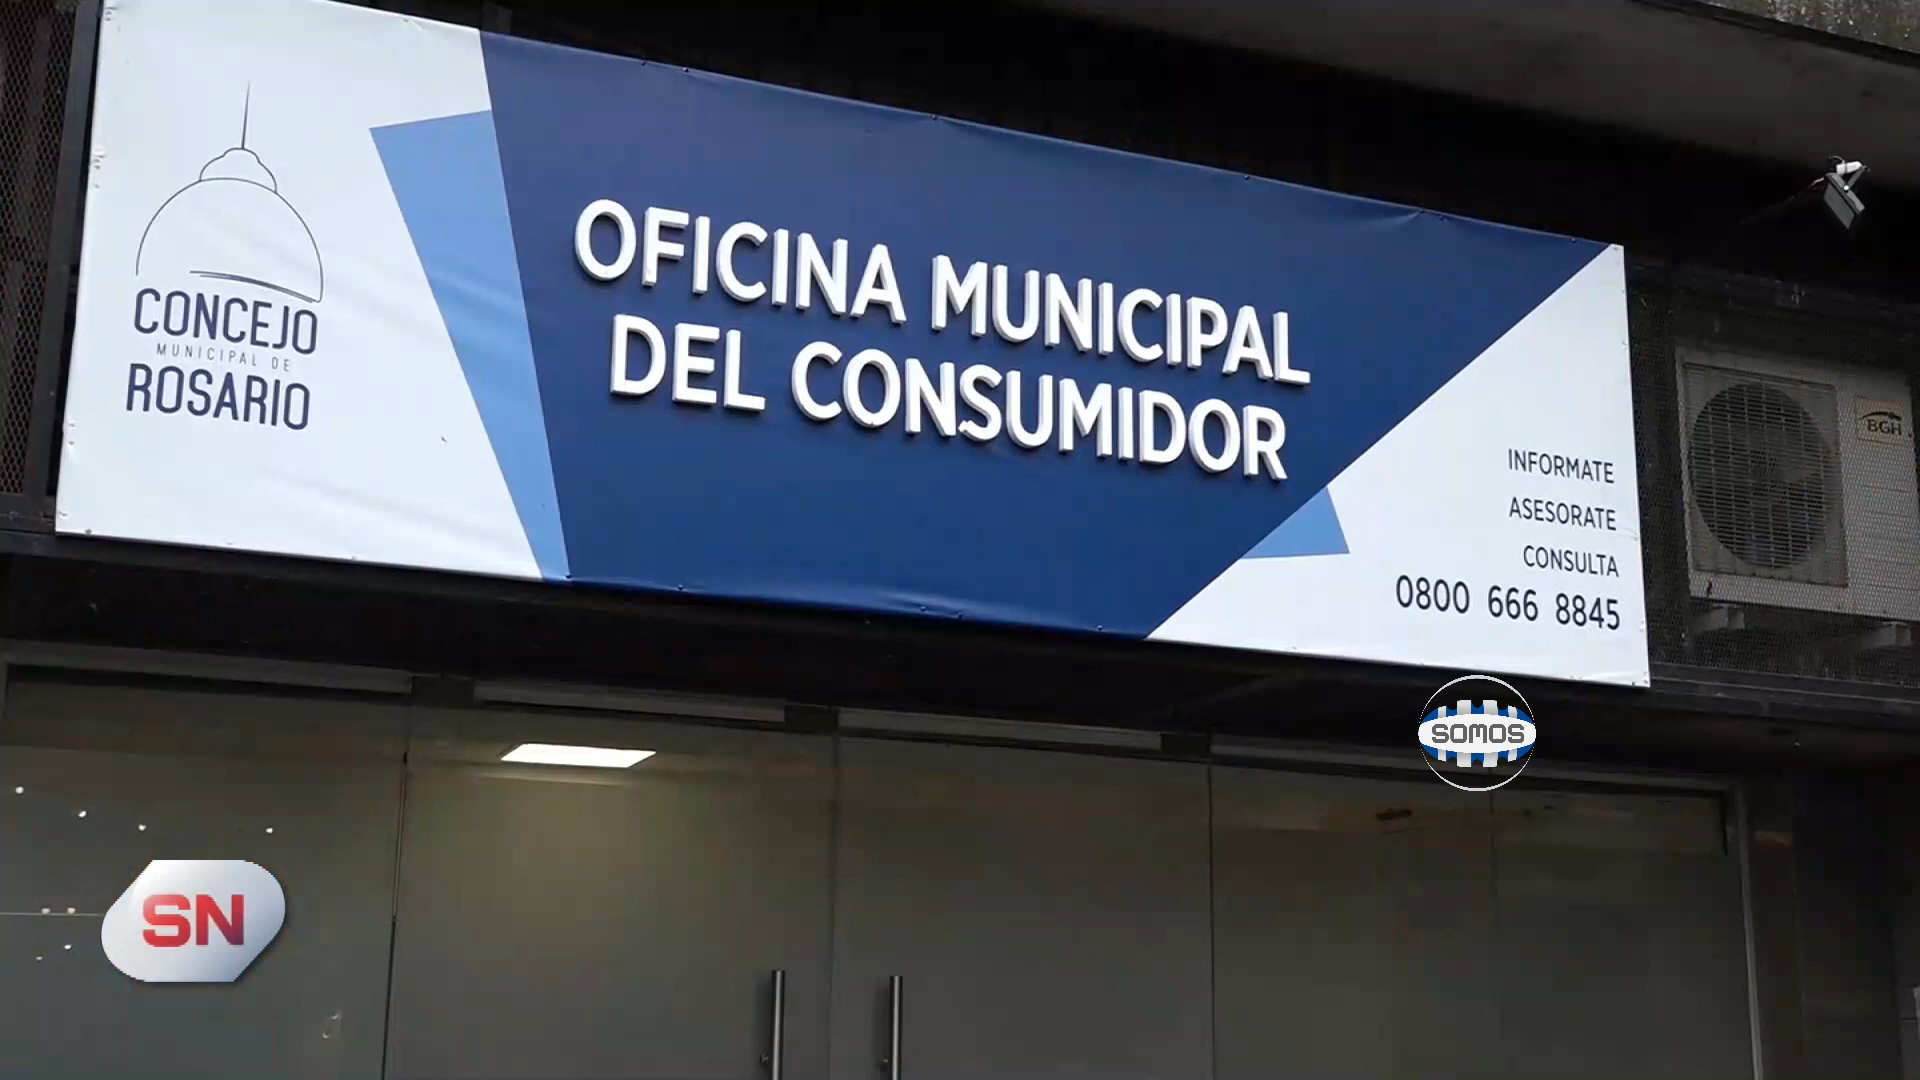 CONCEJO
MUNICIPAL DE
ROSARIO
OFICINA MUNICIPAL
DEL CONSUMIDOR
INFORMATE
ASESORATE
CONSULTA
0800 666 8845
BGH
SOMOS
SN